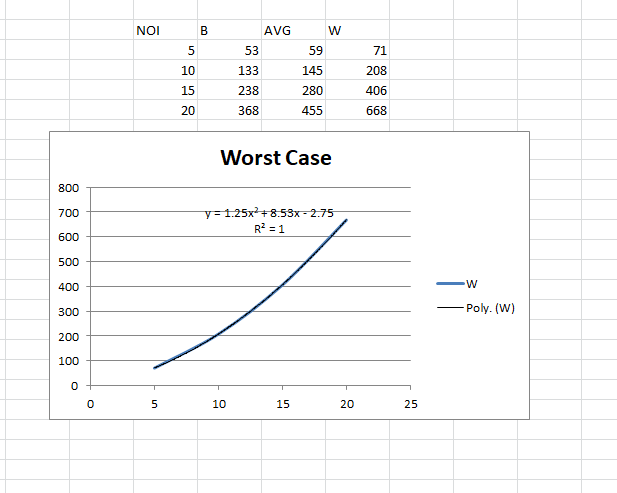 NOI B AVG W
5 53 59 71
10 133 145 208
15 238 280 406
20 368 455 668
Worst Case
800
700
600
500
400
300
200
100
0
y = 1.25x² + 8.53x - 2.75
R² = 1
0 5 10 15 20 25
W
Poly. (W)